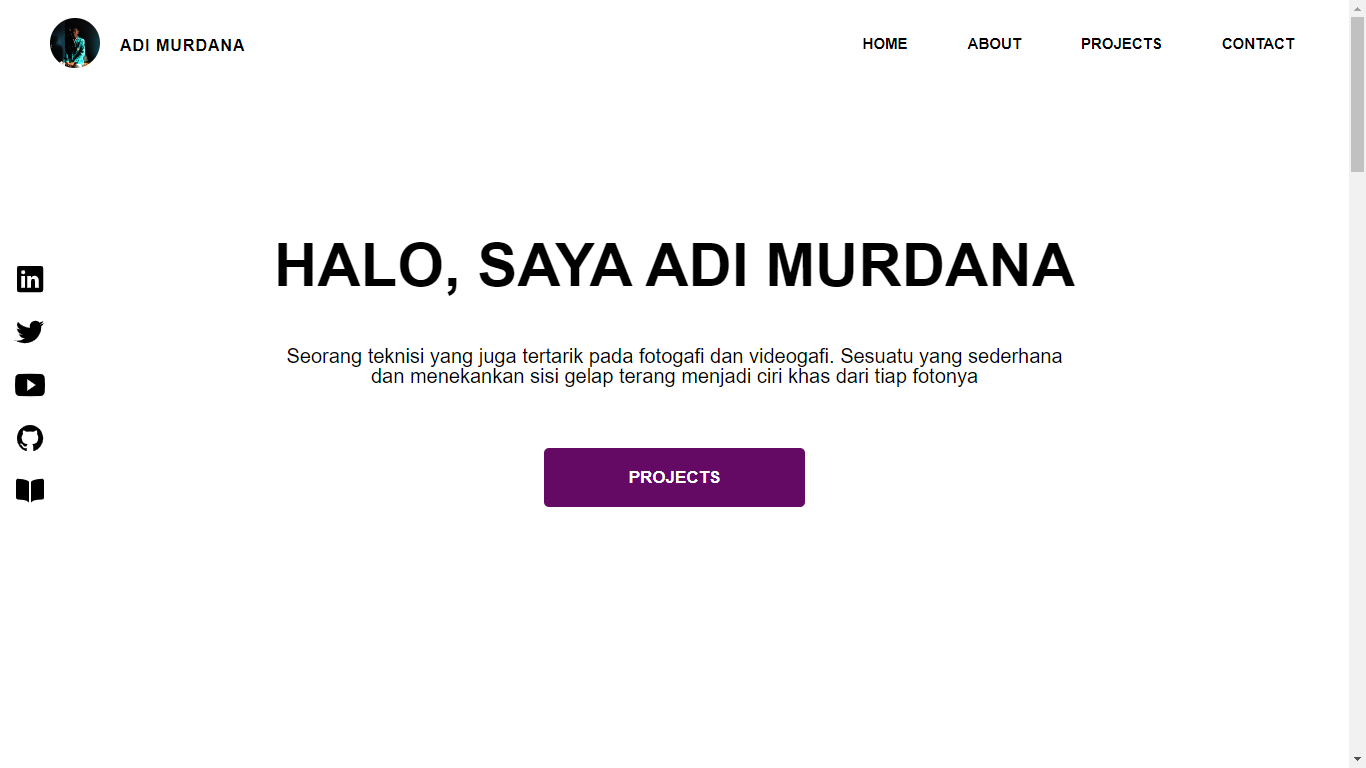 ADI MURDANA
HOME
ABOUT
PROJECTS
CONTACT
HALO, SAYA ADI MURDANA
Seorang teknisi yang juga tertarik pada fotogafi dan videogafi. Sesuatu yang sederhana
dan menekankan sisi gelap terang menjadi ciri khas dari tiap fotonya
PROJECTS
in